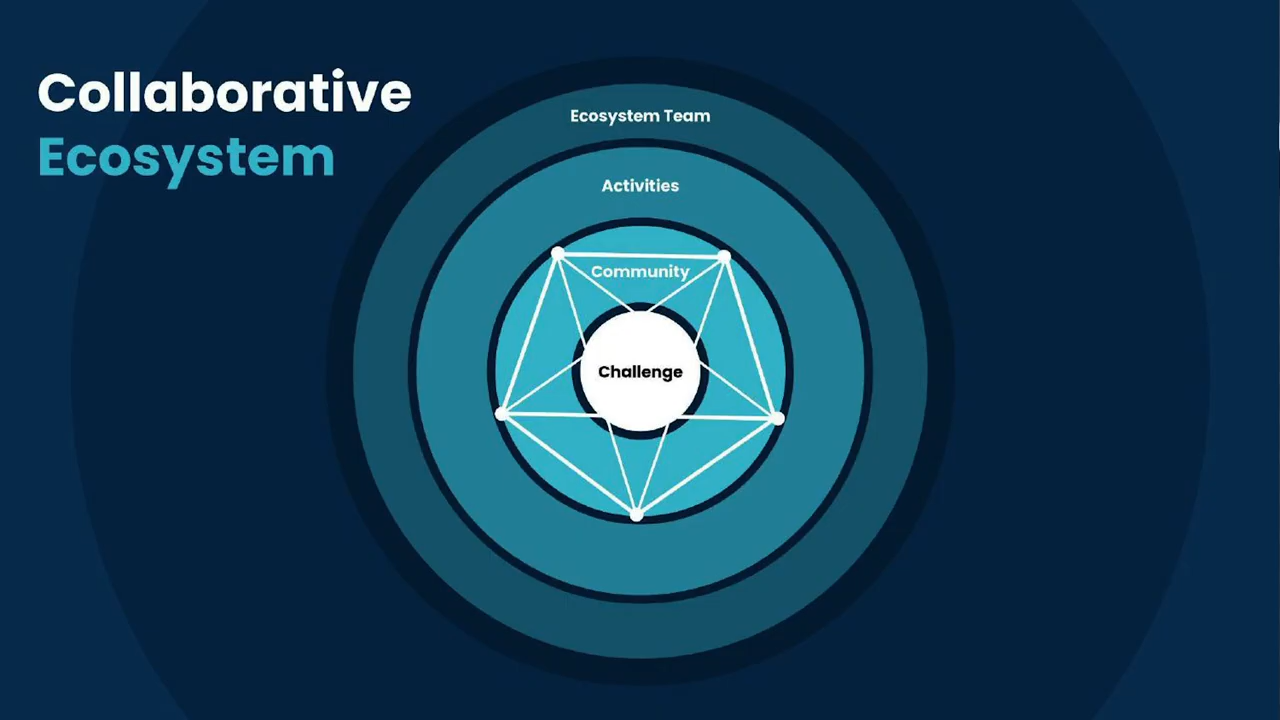 Collaborative
Ecosystem
Ecosystem Team
Activities
Community
Challenge